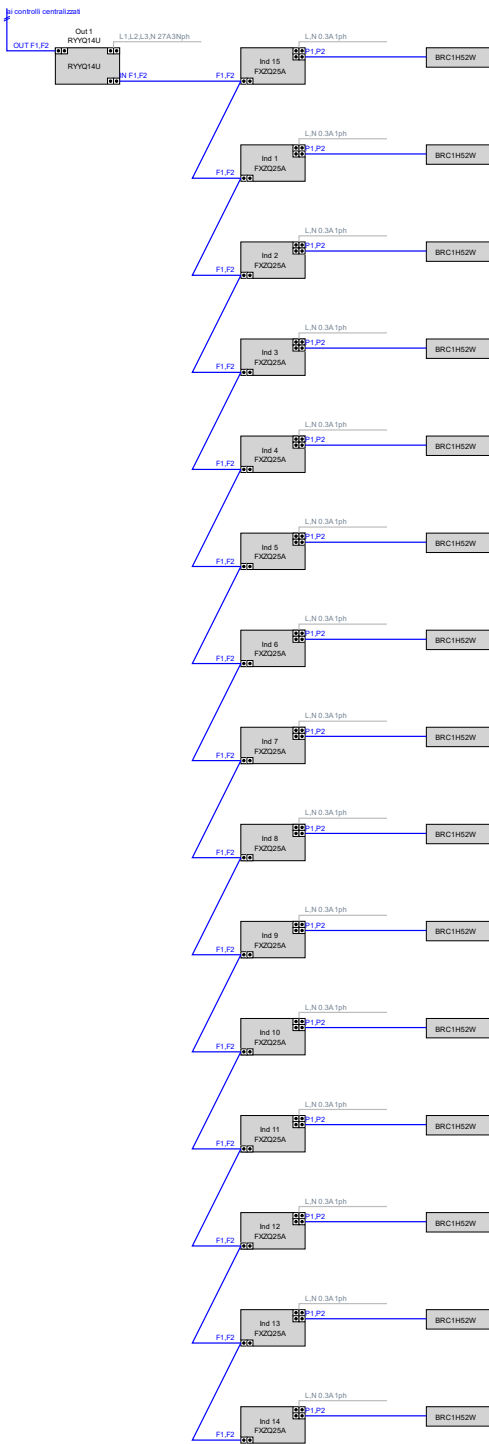 ai controlli centralizzati
Out 1
RYYQ14U
L1,L2,L3,N 27A3Nph
OUT F1,F2
RYYQ14U
IN F1,F2
L,N 0.3A1ph
F1,F2
Ind 15
FXZQ25A
P1,P2
BRC1H52W
L,N 0.3A1ph
F1,F2
Ind 1
FXZQ25A
P1,P2
BRC1H52W
L,N 0.3A1ph
F1,F2
Ind 2
FXZQ25A
P1,P2
BRC1H52W
L,N 0.3A1ph
F1,F2
Ind 3
FXZQ25A
P1,P2
BRC1H52W
L,N 0.3A1ph
F1,F2
Ind 4
FXZQ25A
P1,P2
BRC1H52W
L,N 0.3A1ph
F1,F2
Ind 5
FXZQ25A
P1,P2
BRC1H52W
L,N 0.3A1ph
F1,F2
Ind 6
FXZQ25A
P1,P2
BRC1H52W
L,N 0.3A1ph
F1,F2
Ind 7
FXZQ25A
P1,P2
BRC1H52W
L,N 0.3A1ph
F1,F2
Ind 8
FXZQ25A
P1,P2
BRC1H52W
L,N 0.3A1ph
F1,F2
Ind 9
FXZQ25A
P1,P2
BRC1H52W
L,N 0.3A1ph
F1,F2
Ind 10
FXZQ25A
P1,P2
BRC1H52W
L,N 0.3A1ph
F1,F2
Ind 11
FXZQ25A
P1,P2
BRC1H52W
L,N 0.3A1ph
F1,F2
Ind 12
FXZQ25A
P1,P2
BRC1H52W
L,N 0.3A1ph
F1,F2
Ind 13
FXZQ25A
P1,P2
BRC1H52W
L,N 0.3A1ph
F1,F2
Ind 14
FXZQ25A
P1,P2
BRC1H52W